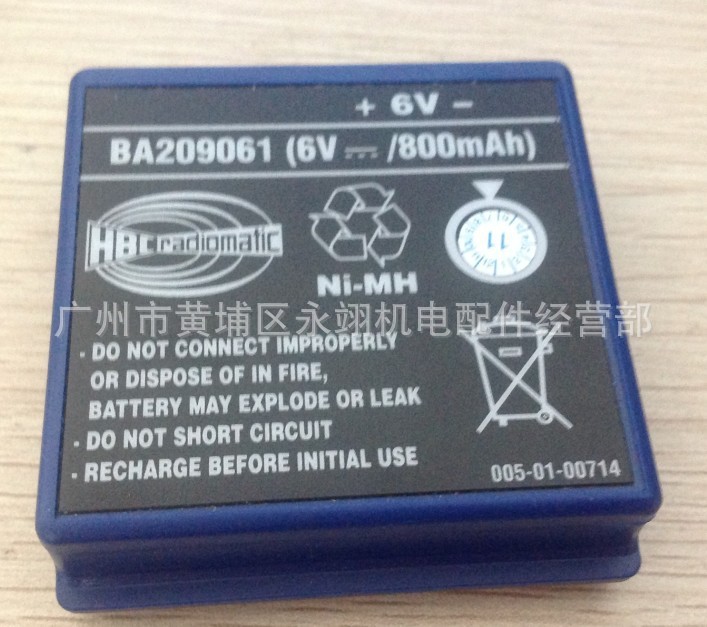 + 6V -
BA209061 (6V ⎓ /800mAh)
HBC radiomatic
11
Ni-MH
广州市黄埔区永翊机电配件经营部
· DO NOT CONNECT IMPROPERLY
OR DISPOSE OF IN FIRE,
BATTERY MAY EXPLODE OR LEAK
· DO NOT SHORT CIRCUIT
· RECHARGE BEFORE INITIAL USE
005-01-00714